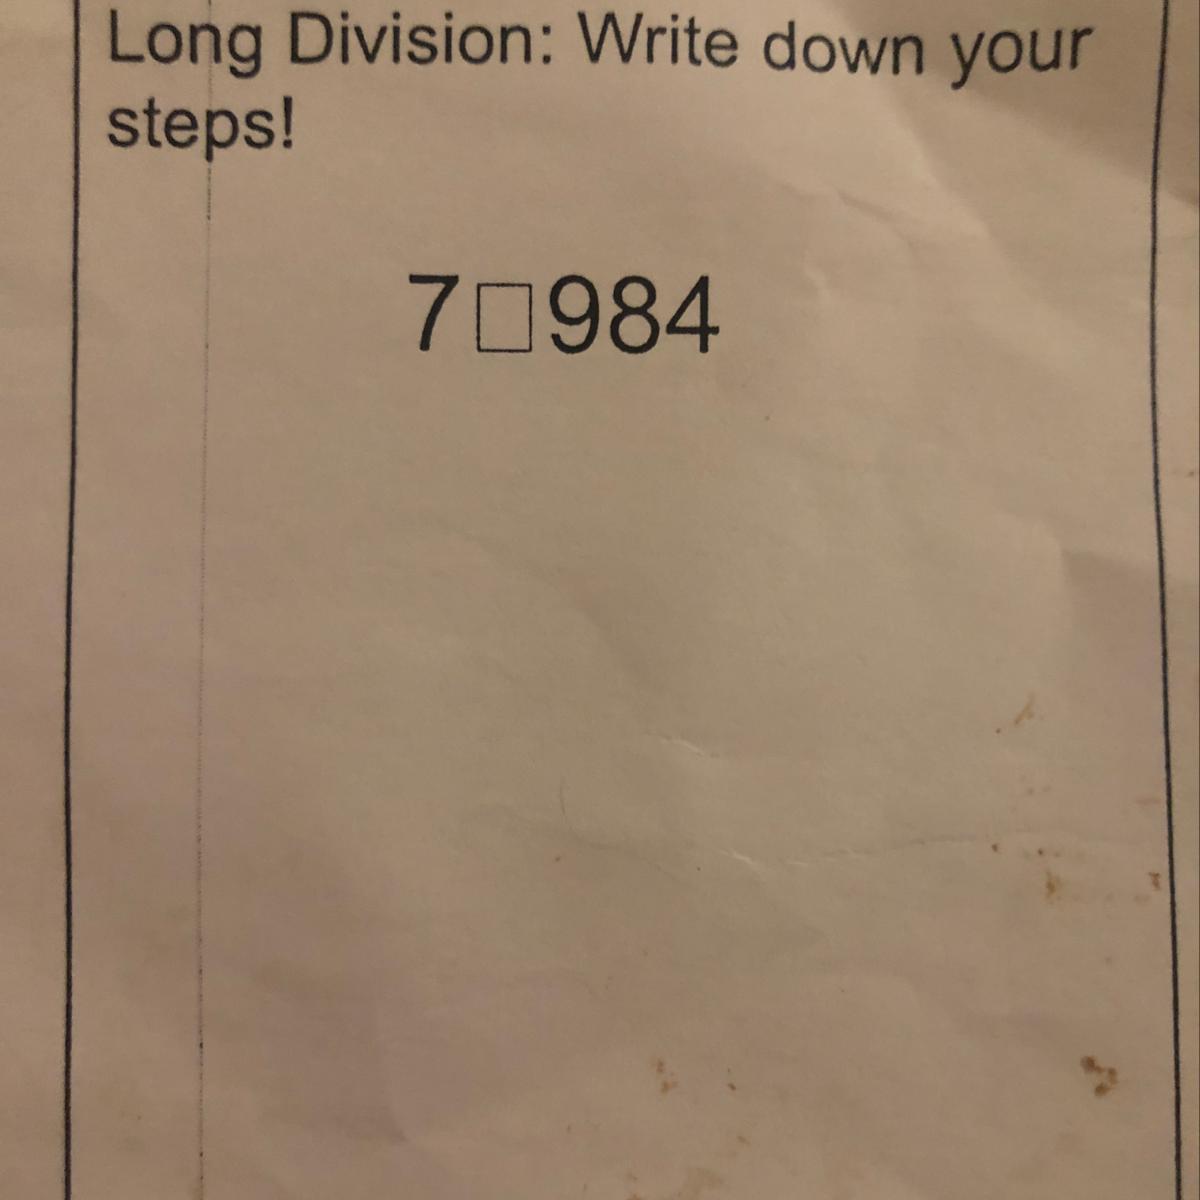 Long Division: Write down your
steps!
7□984